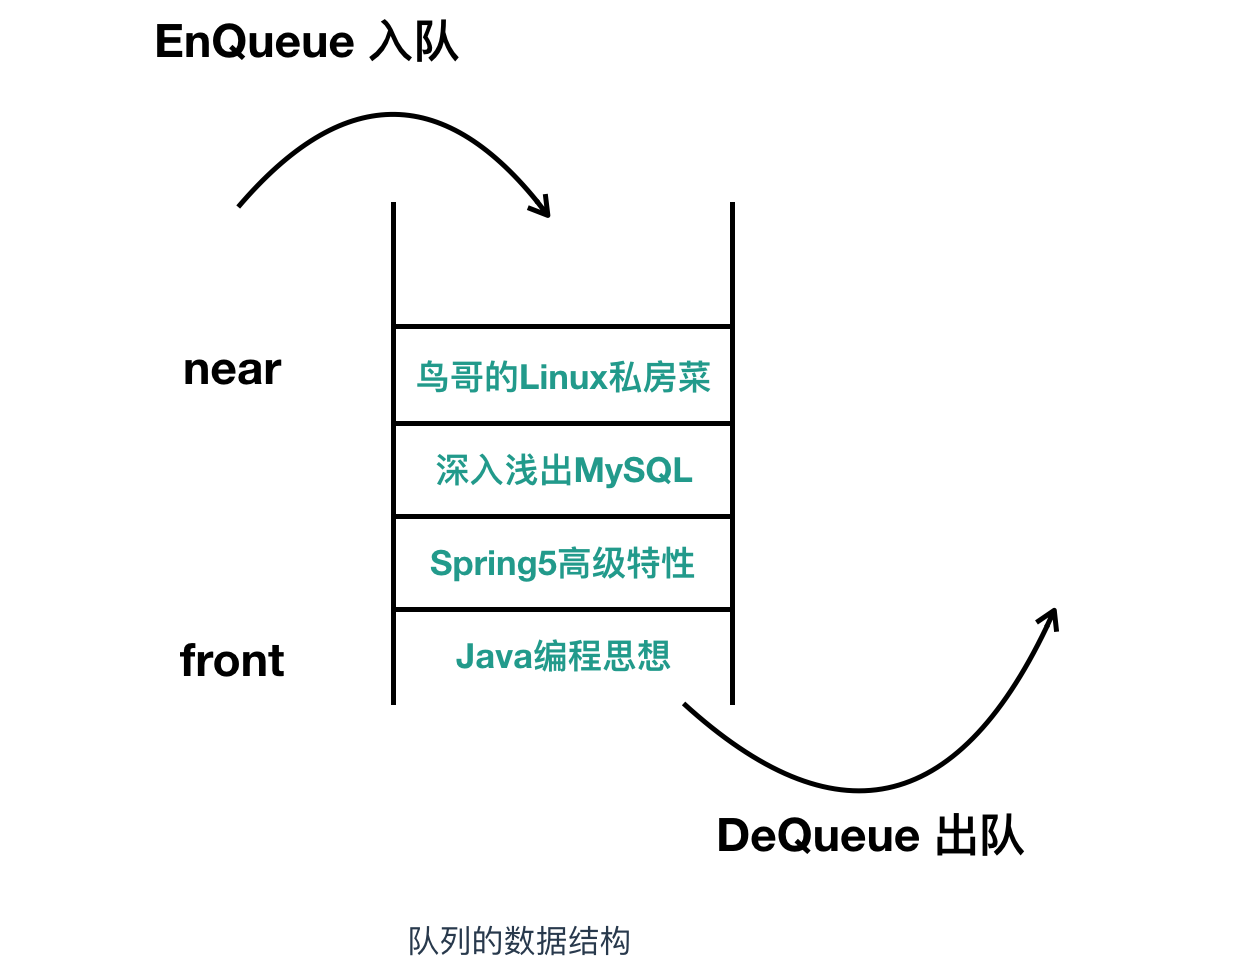 EnQueue 入队
near
鸟哥的Linux私房菜
深入浅出MySQL
Spring5高级特性
front
Java编程思想
DeQueue 出队
队列的数据结构